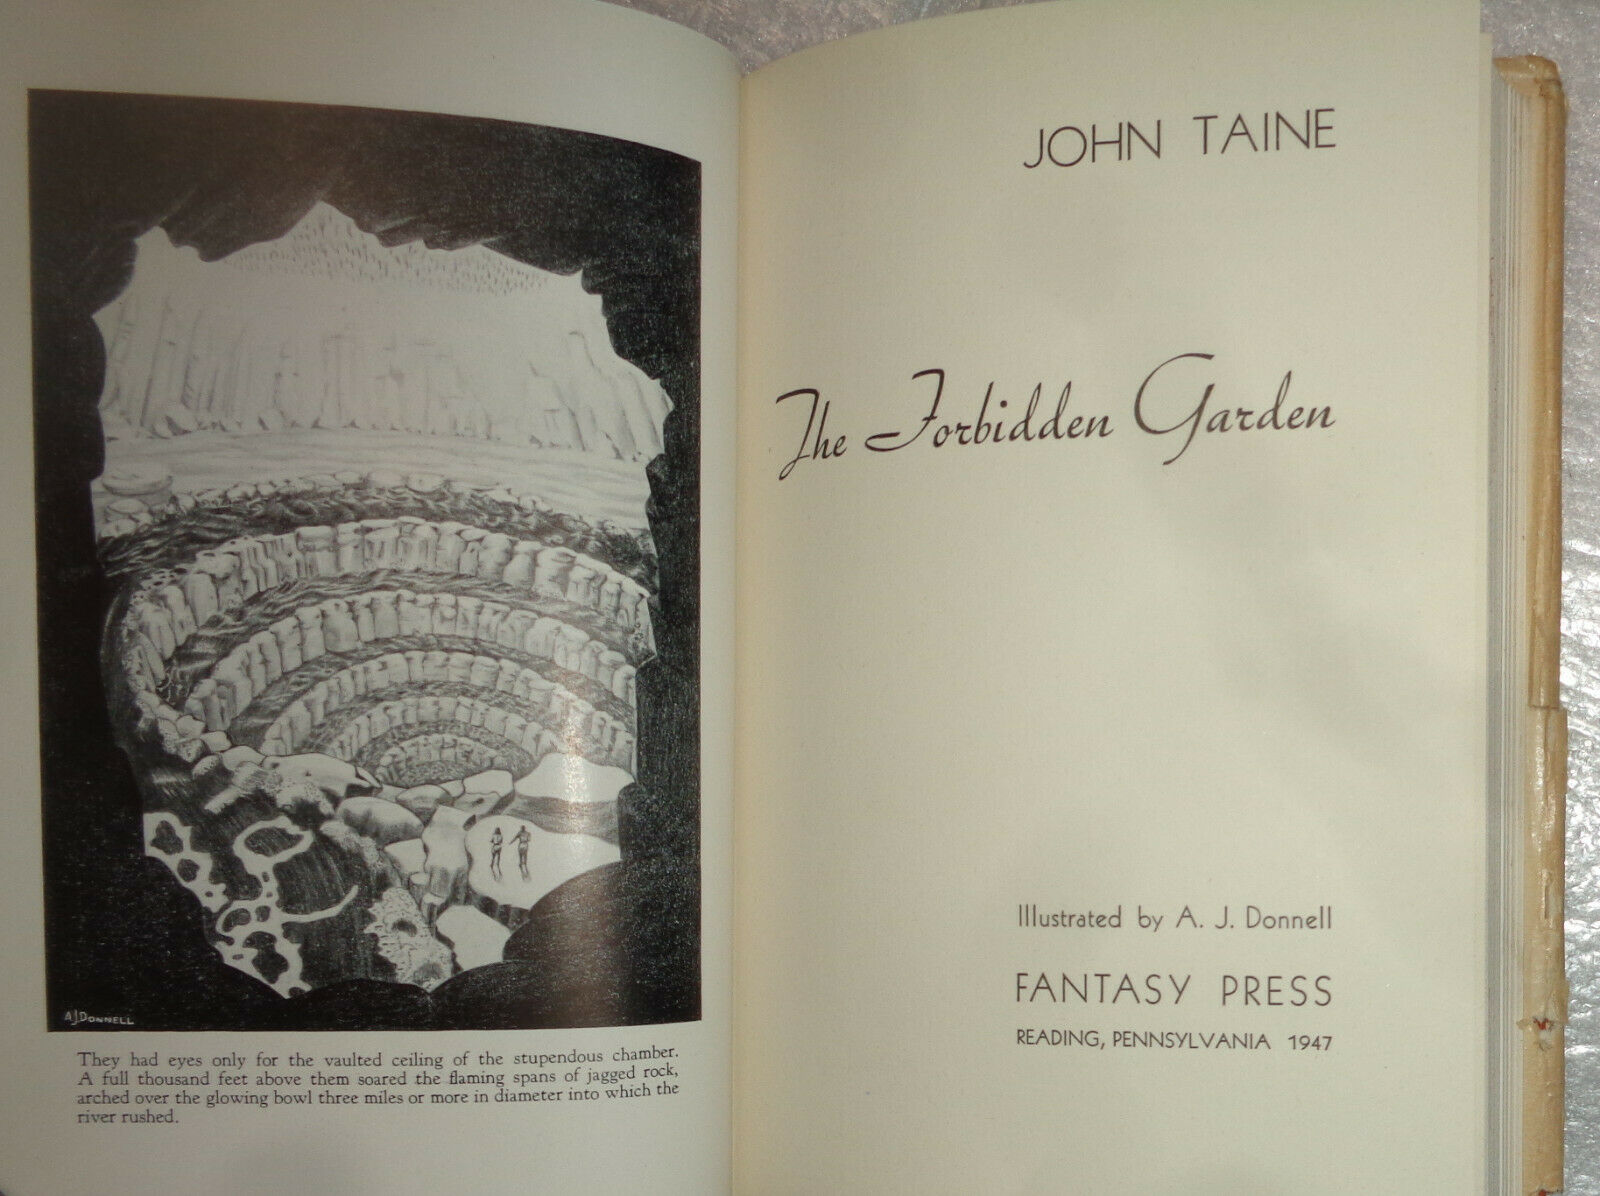 A.J. DONNELL
They had eyes only for the vaulted ceiling of the stupendous chamber.
A full thousand feet above them soared the flaming spans of jagged rock,
arched over the glowing bowl three miles or more in diameter into which the
river rushed.
JOHN TAINE
The Forbidden Garden
Illustrated by A. J. Donnell
FANTASY PRESS
READING, PENNSYLVANIA 1947